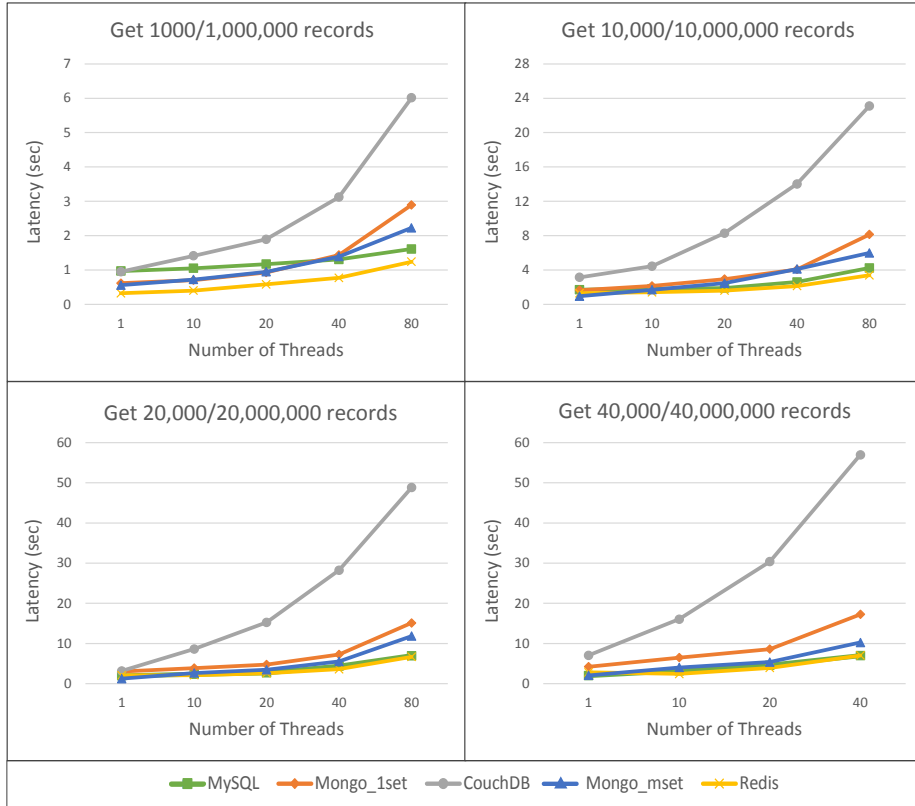 Get 1000/1,000,000 records
7
6
5
4
3
2
1
0
Latency (sec)
1 10 20 40 80
Number of Threads
Get 10,000/10,000,000 records
28
24
20
16
12
8
4
0
Latency (sec)
1 10 20 40 80
Number of Threads
Get 20,000/20,000,000 records
60
50
40
30
20
10
0
Latency (sec)
1 10 20 40 80
Number of Threads
Get 40,000/40,000,000 records
60
50
40
30
20
10
0
Latency (sec)
1 10 20 40
Number of Threads
MySQL Mongo_1set CouchDB Mongo_mset Redis